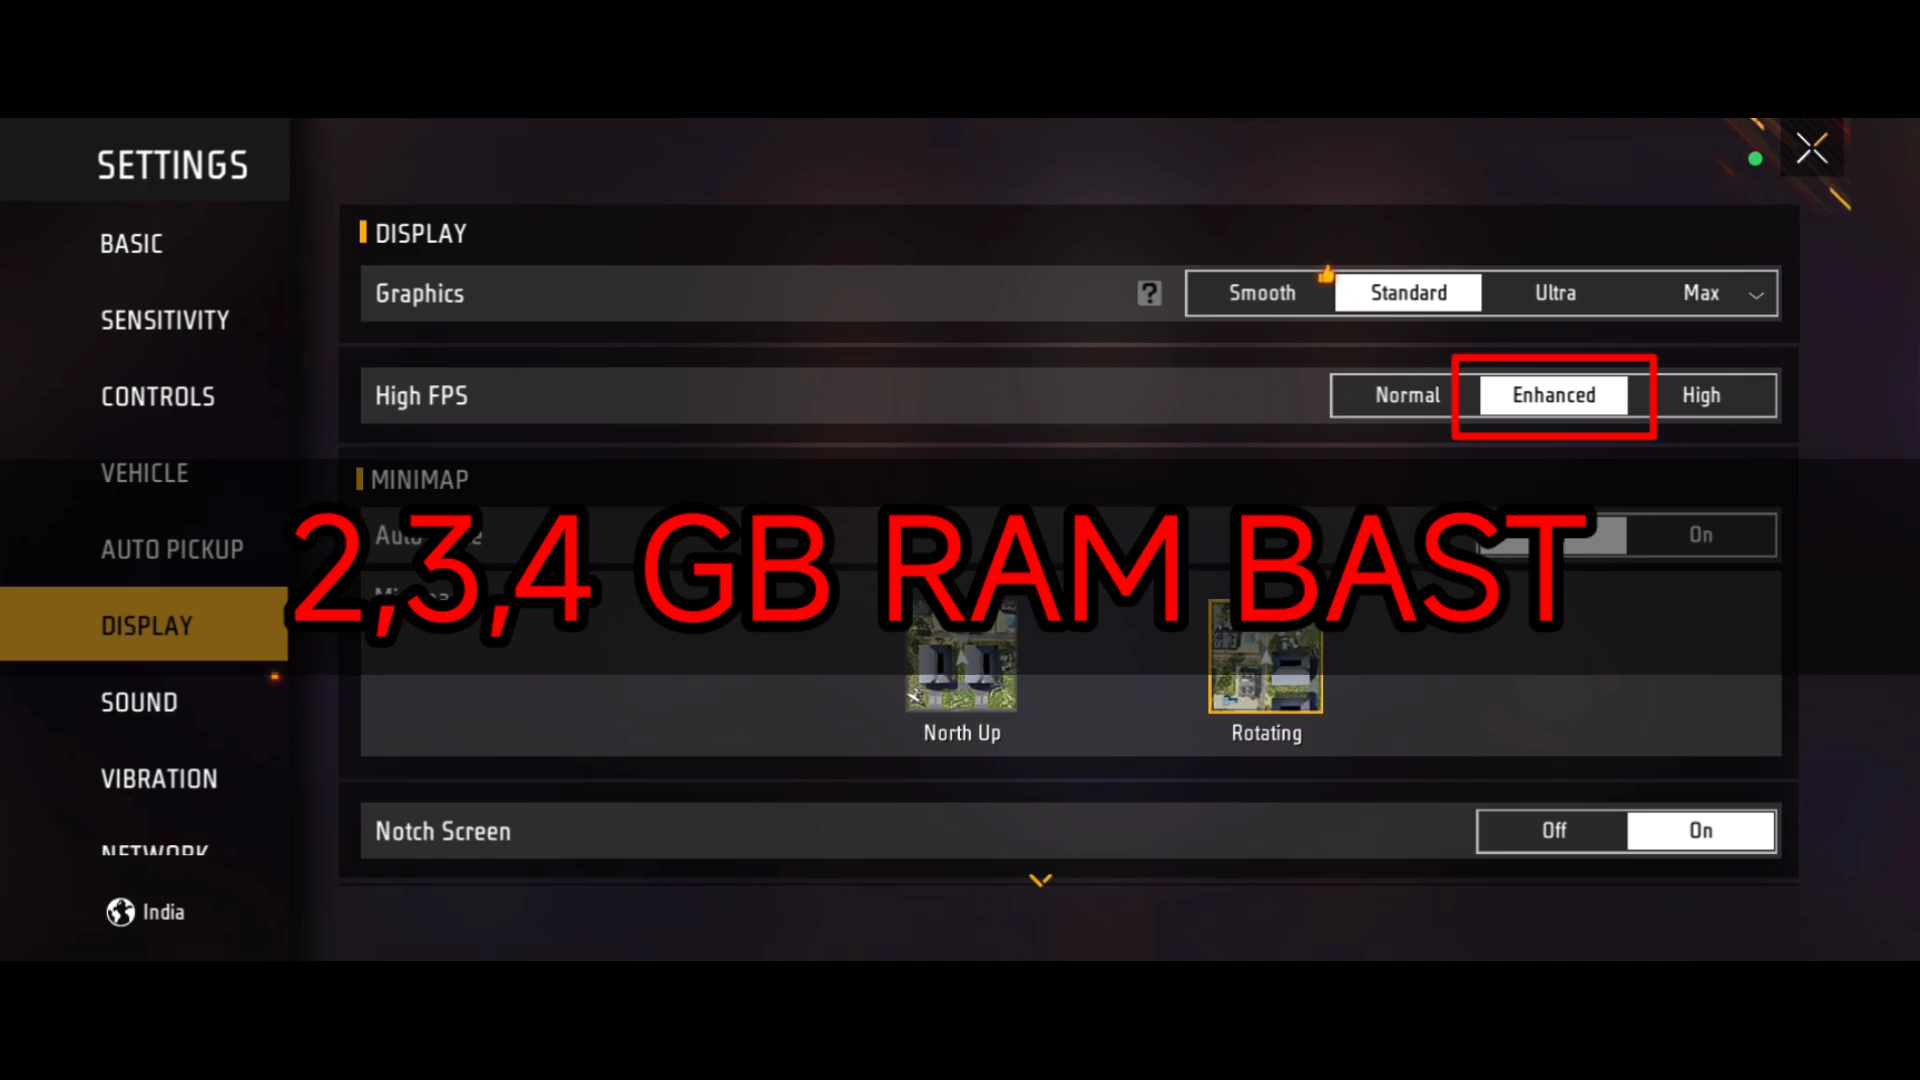 SETTINGS
BASIC
SENSITIVITY
CONTROLS
VEHICLE
AUTO PICKUP
DISPLAY
SOUND
VIBRATION
NETWORK
India
DISPLAY
Graphics ? Smooth Standard Ultra Max
High FPS Normal Enhanced High
MINIMAP
On
2,3,4 GB RAM BAST
North Up Rotating
Notch Screen Off On